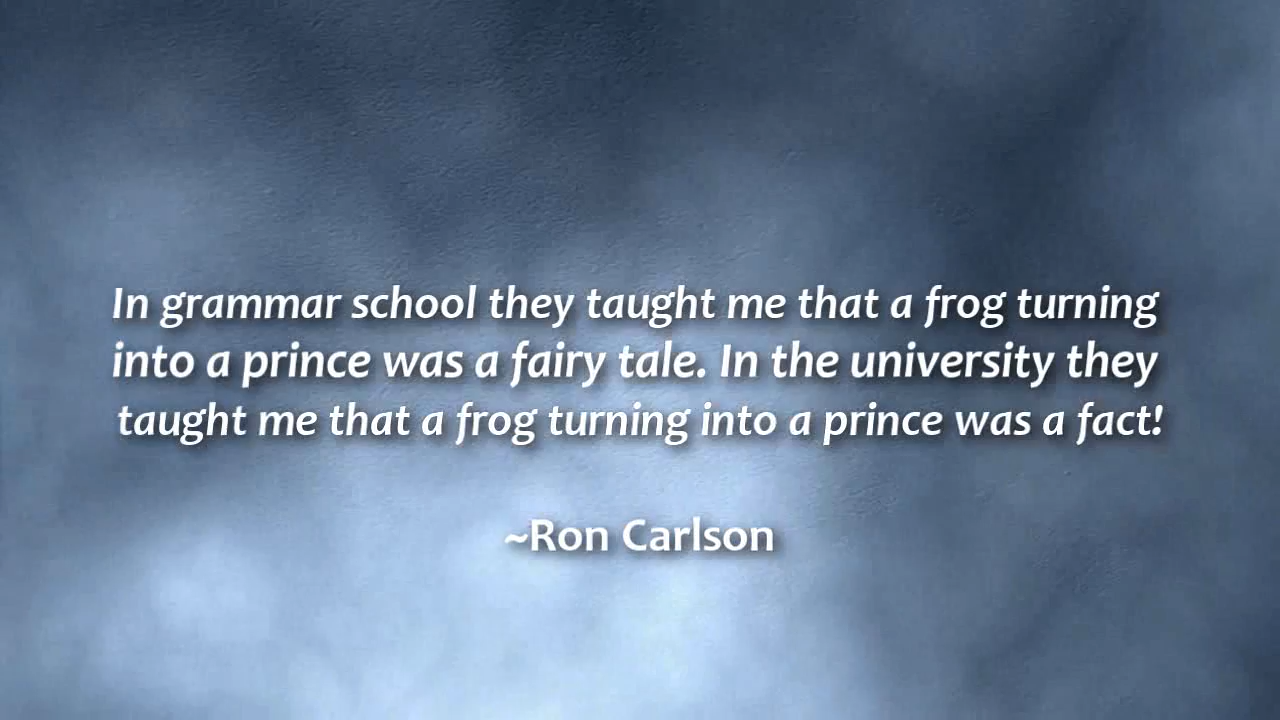 In grammar school they taught me that a frog turning
into a prince was a fairy tale. In the university they
taught me that a frog turning into a prince was a fact!
~Ron Carlson